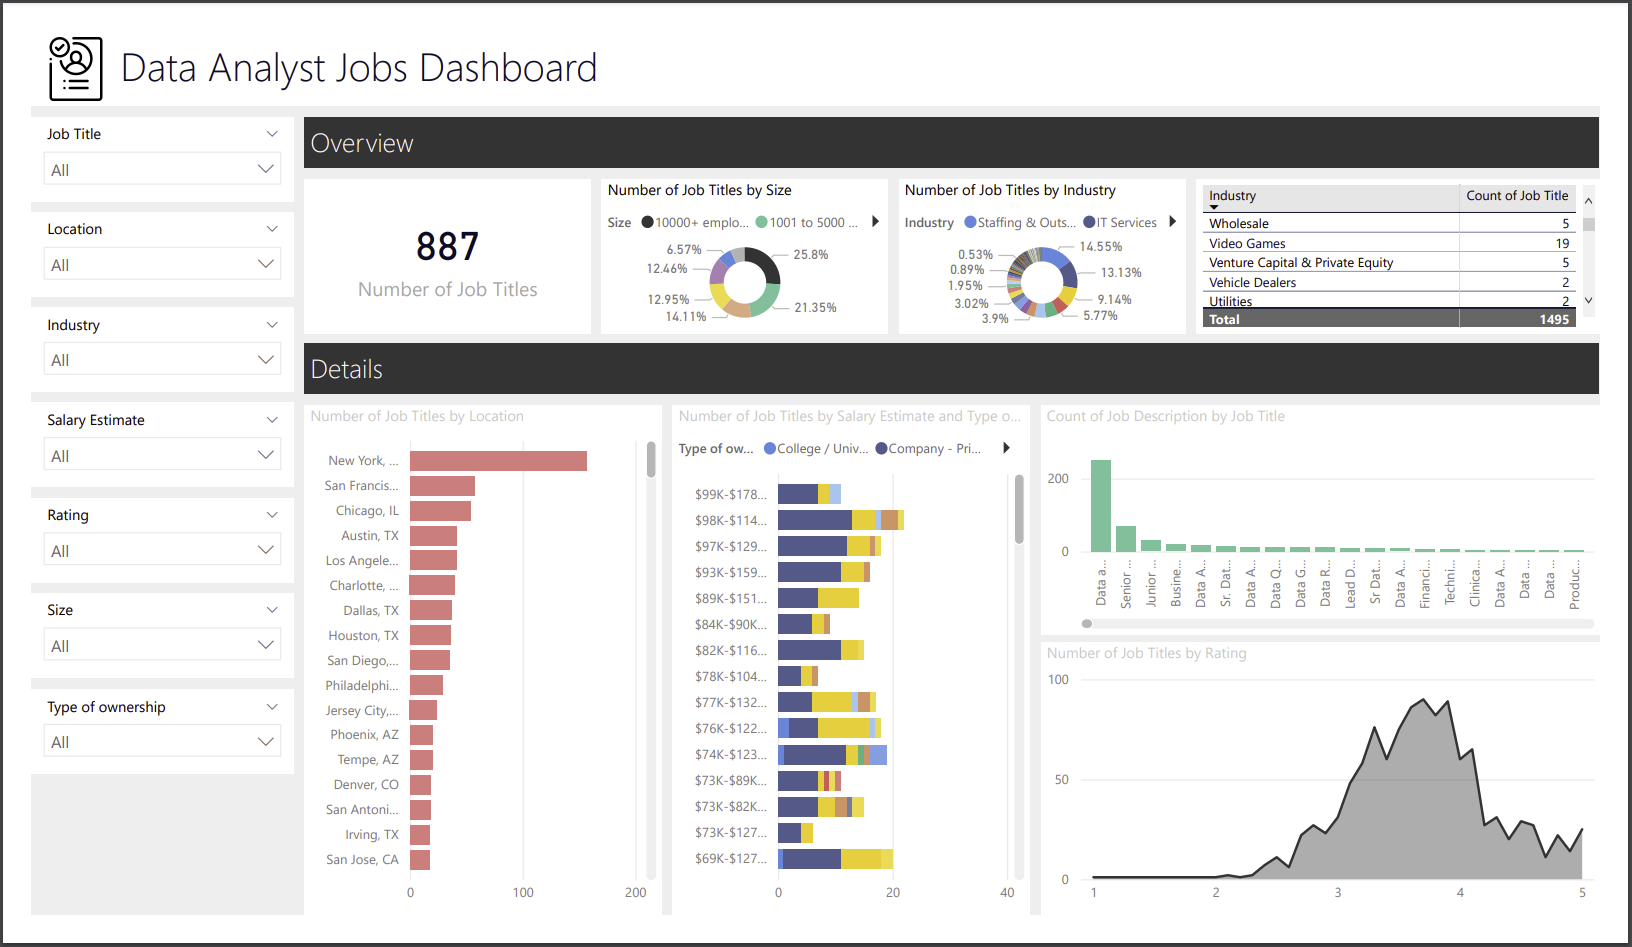 Data Analyst Jobs Dashboard
Job Title
All
Location
All
Industry
All
Salary Estimate
All
Rating
All
Size
All
Type of ownership
All
Overview
887
Number of Job Titles
Number of Job Titles by Size
Size 10000+ emplo... 1001 to 5000 ...
6.57%
25.8%
12.46%
12.95%
21.35%
14.11%
Number of Job Titles by Industry
Industry Staffing & Outs... IT Services
14.55%
0.53%
13.13%
0.89%
1.95%
9.14%
3.02%
5.77%
3.9%
Industry Count of Job Title
Wholesale 5
Video Games 19
Venture Capital & Private Equity 5
Vehicle Dealers 2
Utilities 2
Total 1495
Details
Number of Job Titles by Location
New York, ...
San Francis...
Chicago, IL
Austin, TX
Los Angele...
Charlotte, ...
Dallas, TX
Houston, TX
San Diego,...
Philadelphi...
Jersey City,...
Phoenix, AZ
Tempe, AZ
Denver, CO
San Antoni...
Irving, TX
San Jose, CA
0 100 200
Number of Job Titles by Salary Estimate and Type o...
Type of ow... College / Univ... Company - Pri...
$99K-$178...
$98K-$114...
$97K-$129...
$93K-$159...
$89K-$151...
$84K-$90K...
$82K-$116...
$78K-$104...
$77K-$132...
$76K-$122...
$74K-$123...
$73K-$89K...
$73K-$82K...
$73K-$127...
$69K-$127...
0 20 40
Count of Job Description by Job Title
200
0
Data a...
Senior ...
Junior ...
Busine...
Data A...
Sr. Dat...
Data A...
Data Q...
Data G...
Data R...
Lead D...
Sr Dat...
Data A...
Financi...
Techni...
Clinica...
Data A...
Data ...
Data ...
Produc...
Number of Job Titles by Rating
100
50
0
1 2 3 4 5